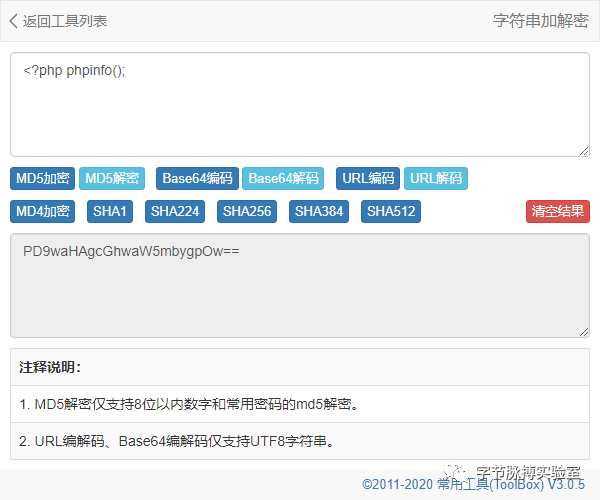 返回工具列表 字符串加解密
<?php phpinfo();
MD5加密 MD5解密 Base64编码 Base64解码 URL编码 URL解码
MD4加密 SHA1 SHA224 SHA256 SHA384 SHA512 清空结果
PD9waHAgcGhwaW5mbygpOw==
注释说明：
1. MD5解密仅支持8位以内数字和常用密码的md5解密。
2. URL编解码、Base64编解码仅支持UTF8字符串。
字节脉搏实验室
©2011-2020 常用工具(ToolBox) V3.0.5